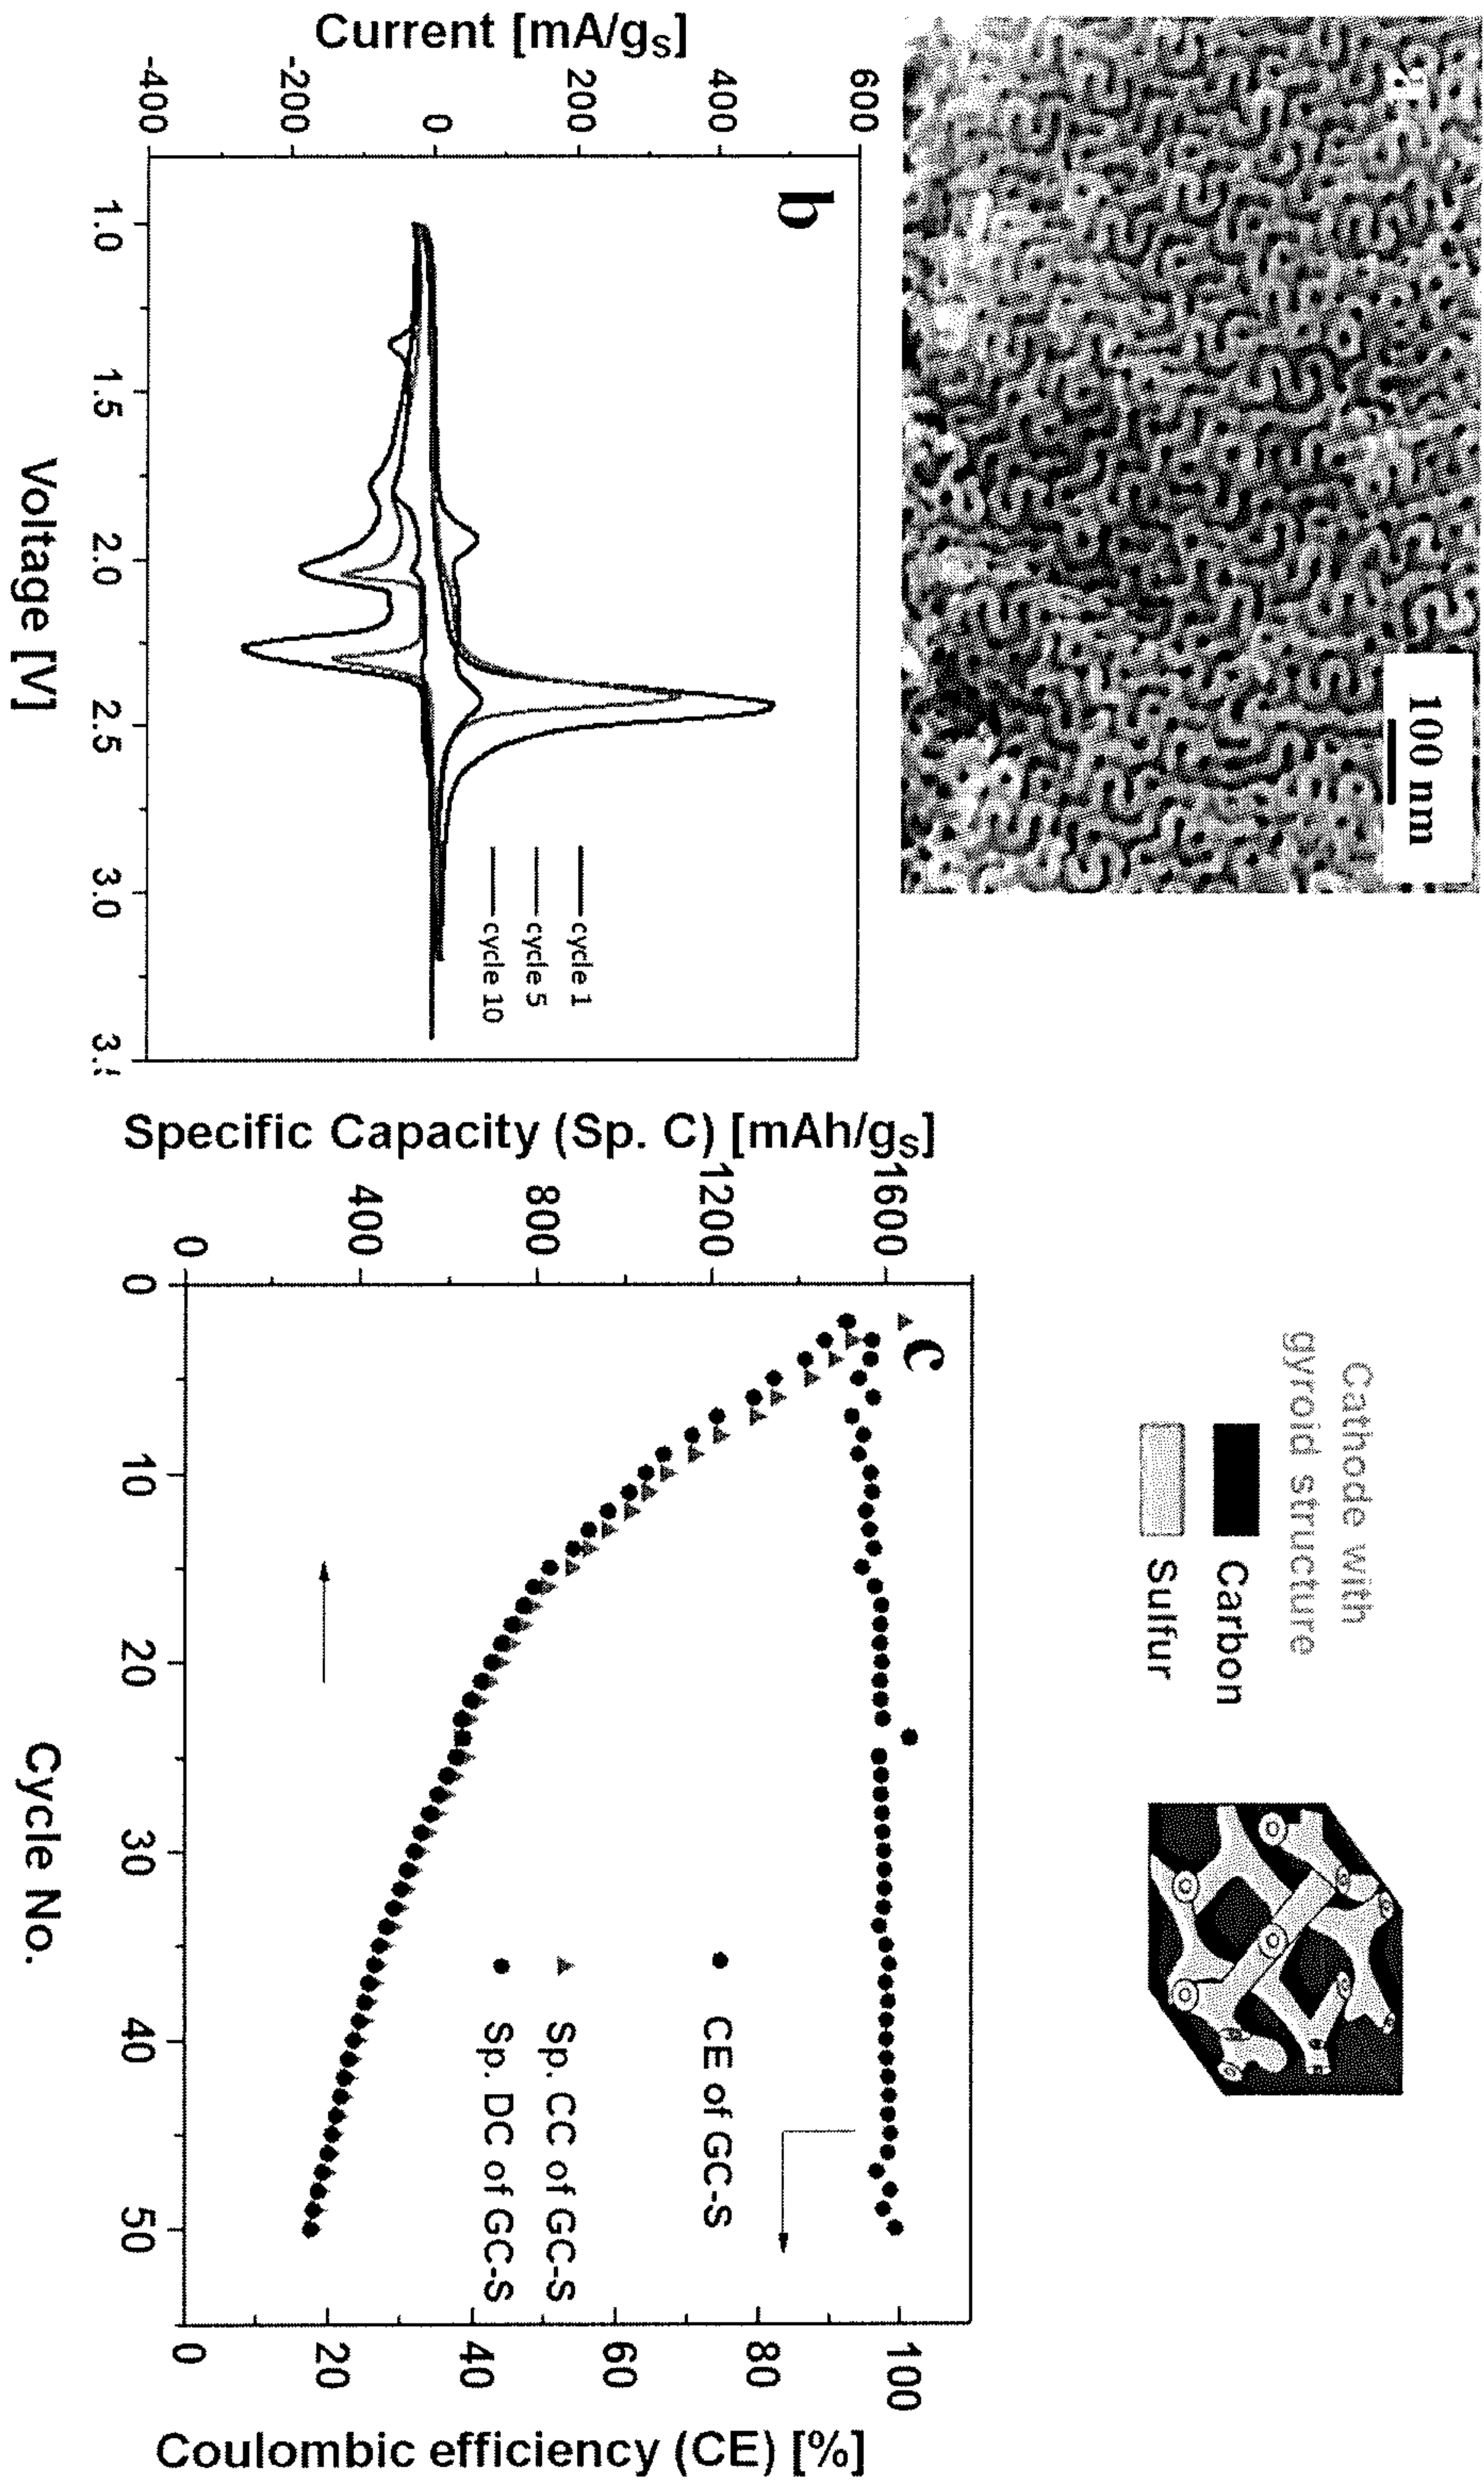 a
100 nm
Cathode with
gyroid structure
Carbon
Sulfur
b
Current [mA/gS]
600
400
200
0
-200
-400
cycle 1
cycle 5
cycle 10
1.0
1.5
2.0
2.5
3.0
Voltage [V]
c
Specific Capacity (Sp. C) [mAh/gS]
1600
1200
800
400
0
CE of GC-S
Sp. CC of GC-S
Sp. DC of GC-S
0
10
20
30
40
50
Cycle No.
100
80
60
40
20
0
Coulombic efficiency (CE) [%]